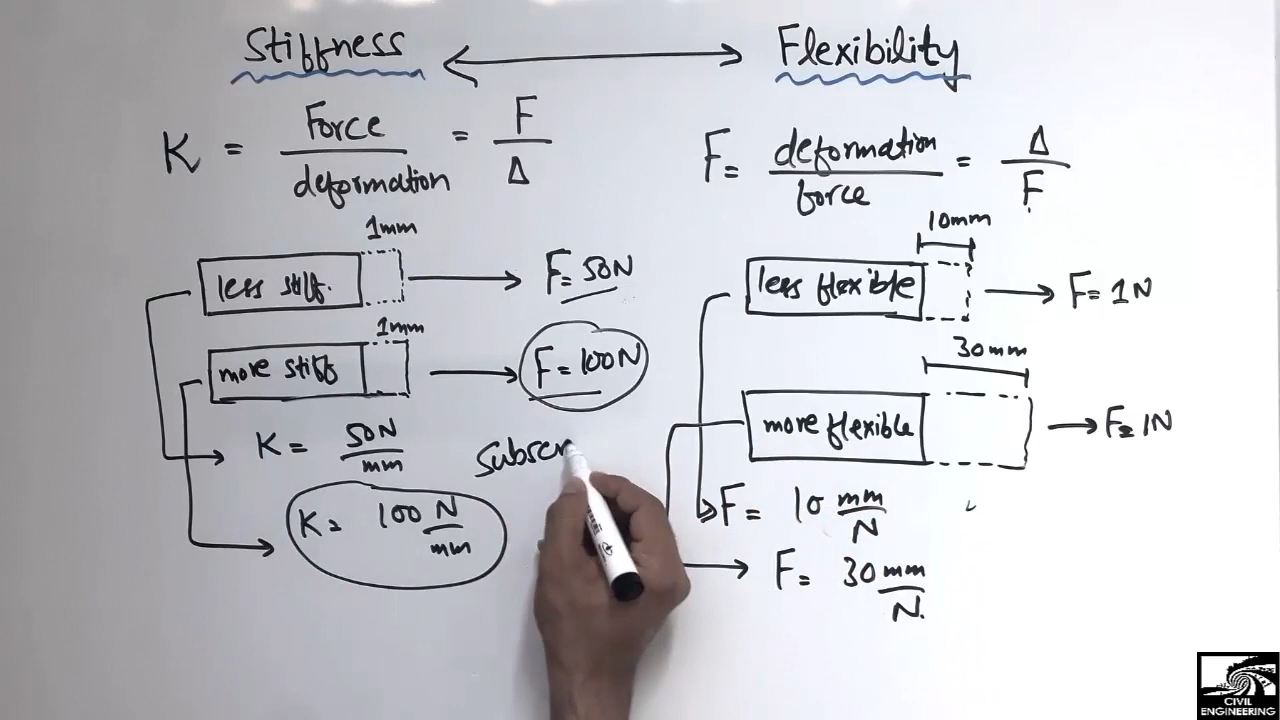 Stiffness
Flexibility
K = Force / deformation = F / Δ
F = deformation / force = Δ / F
1mm
less stiff.
F = 50N
1mm
more stiff
F = 100N
K = 50N / mm
K = 100 N / mm
10mm
less flexible
F = 1N
30mm
more flexible
F = 1N
F = 10 mm / N
F = 30 mm / N.
Subscr
CIVIL
ENGINEERING